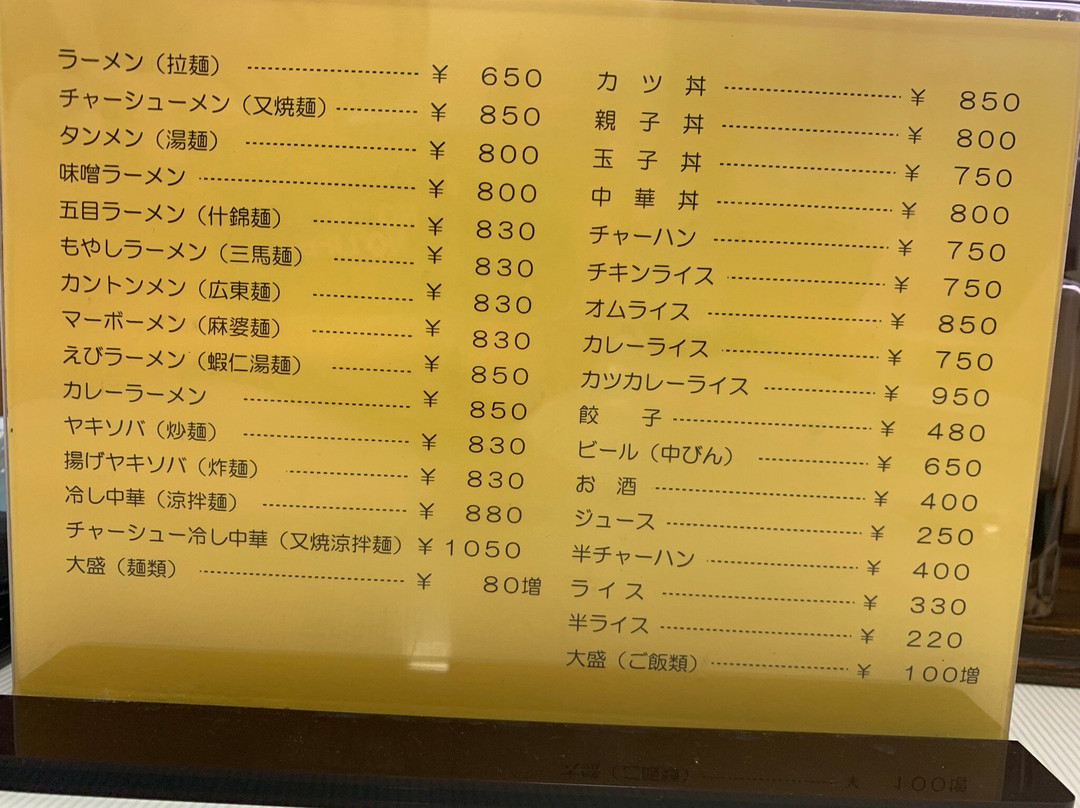 ラーメン（拉麺） ¥ 650
チャーシューメン（又焼麺） ¥ 850
タンメン（湯麺） ¥ 800
味噌ラーメン ¥ 800
五目ラーメン（什錦麺） ¥ 830
もやしラーメン（三馬麺） ¥ 830
カントンメン（広東麺） ¥ 830
マーボーメン（麻婆麺） ¥ 830
えびラーメン（蝦仁湯麺） ¥ 850
カレーラーメン ¥ 850
ヤキソバ（炒麺） ¥ 830
揚げヤキソバ（炸麺） ¥ 830
冷し中華（涼拌麺） ¥ 880
チャーシュー冷し中華（又焼涼拌麺） ¥ 1050
大盛（麺類） ¥ 80増
カツ丼 ¥ 850
親子丼 ¥ 800
玉子丼 ¥ 750
中華丼 ¥ 800
チャーハン ¥ 750
チキンライス ¥ 750
オムライス ¥ 850
カレーライス ¥ 750
カツカレーライス ¥ 950
餃子 ¥ 480
ビール（中びん） ¥ 650
お酒 ¥ 400
ジュース ¥ 250
半チャーハン ¥ 400
ライス ¥ 330
半ライス ¥ 220
大盛（ご飯類） ¥ 100増